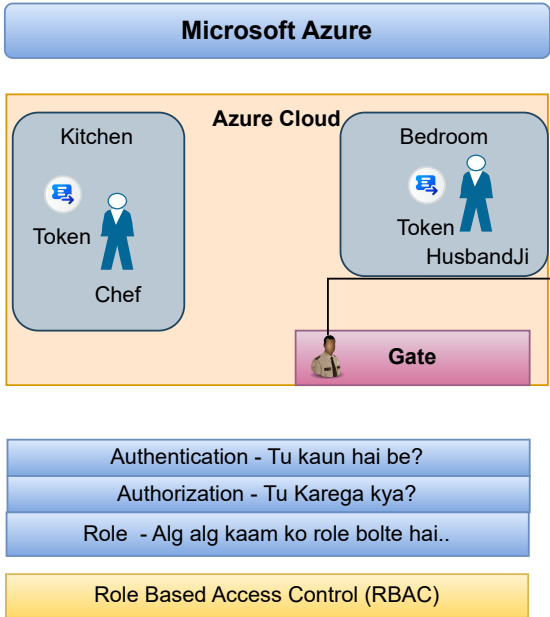 Microsoft Azure
Azure Cloud
Kitchen
Token
Chef
Bedroom
Token
HusbandJi
Gate
Authentication - Tu kaun hai be?
Authorization - Tu Karega kya?
Role - Alg alg kaam ko role bolte hai..
Role Based Access Control (RBAC)